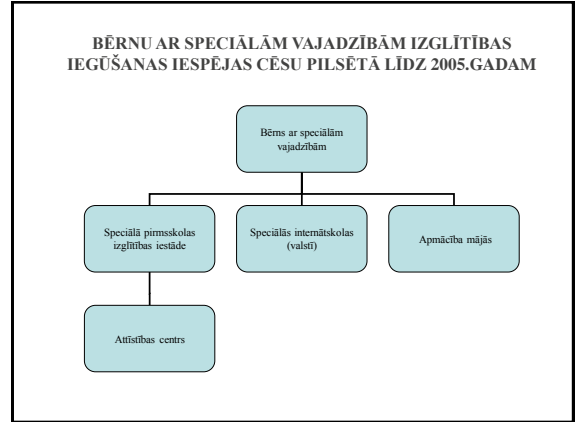 BĒRNU AR SPECIĀLĀM VAJADZĪBĀM IZGLĪTĪBAS
IEGŪŠANAS IESPĒJAS CĒSU PILSĒTĀ LĪDZ 2005.GADAM
Bērns ar speciālām
vajadzībām
Speciālā pirmsskolas
izglītības iestāde
Speciālās internātskolas
(valstī)
Apmācība mājās
Attīstības centrs